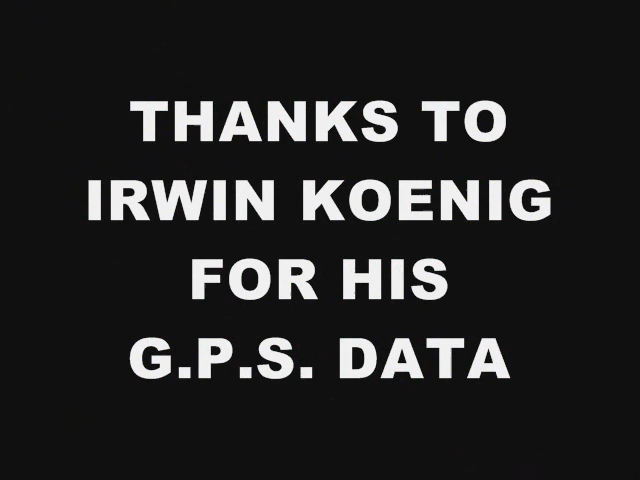 THANKS TO
IRWIN KOENIG
FOR HIS
G.P.S. DATA